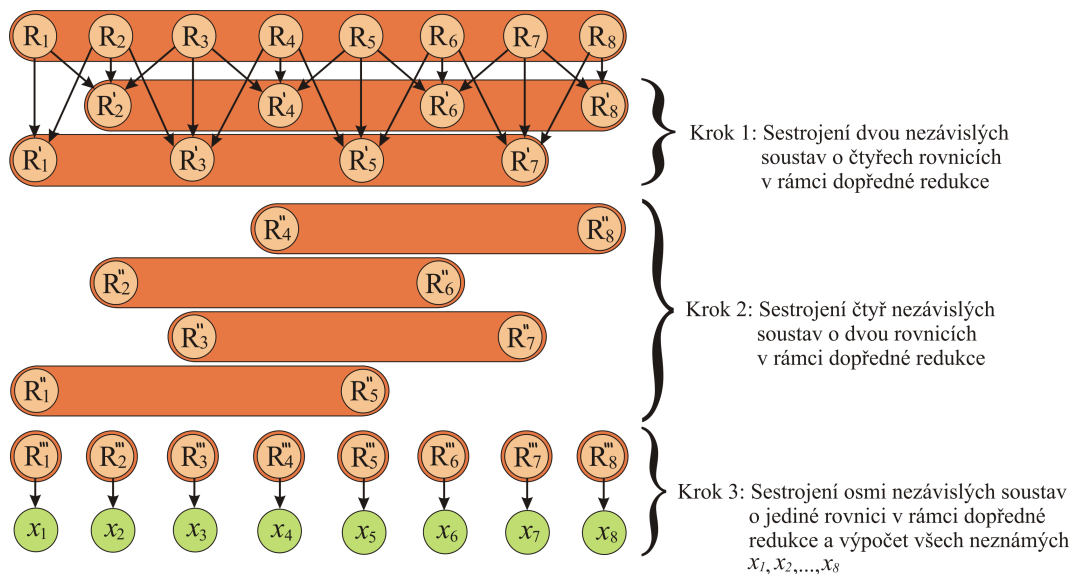 R1 R2 R3 R4 R5 R6 R7 R8
R'2 R'4 R'6 R'8
R'1 R'3 R'5 R'7
Krok 1: Sestrojení dvou nezávislých
soustav o čtyřech rovnicích
v rámci dopředné redukce
R"4 R"8
R"2 R"6
R"3 R"7
R"1 R"5
Krok 2: Sestrojení čtyř nezávislých
soustav o dvou rovnicích
v rámci dopředné redukce
R'''1 R'''2 R'''3 R'''4 R'''5 R'''6 R'''7 R'''8
x1 x2 x3 x4 x5 x6 x7 x8
Krok 3: Sestrojení osmi nezávislých soustav
o jediné rovnici v rámci dopředné
redukce a výpočet všech neznámých
x1, x2,..., x8